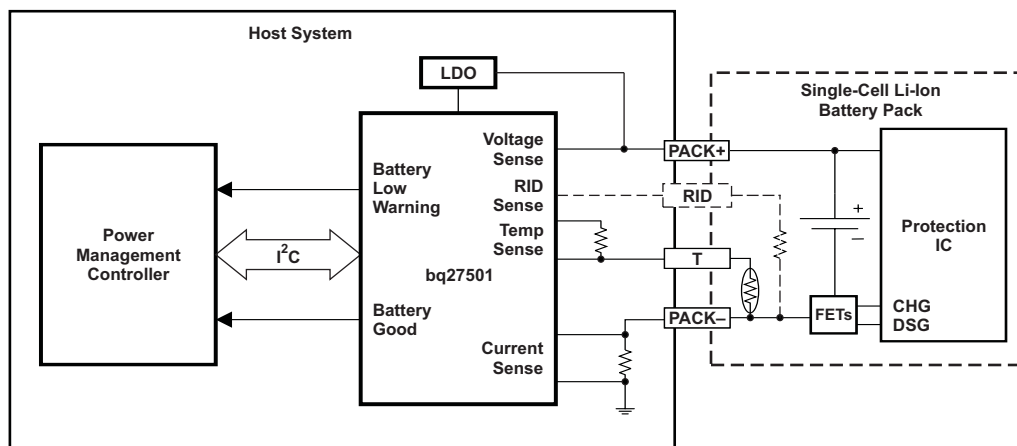 Host System
LDO
Single-Cell Li-Ion
Battery Pack
Voltage
Sense
PACK+
Battery
Low
Warning
RID
Sense
RID
Power
Management
Controller
I²C
Temp
Sense
T
Protection
IC
+
–
bq27501
Battery
Good
PACK–
FETs
CHG
DSG
Current
Sense